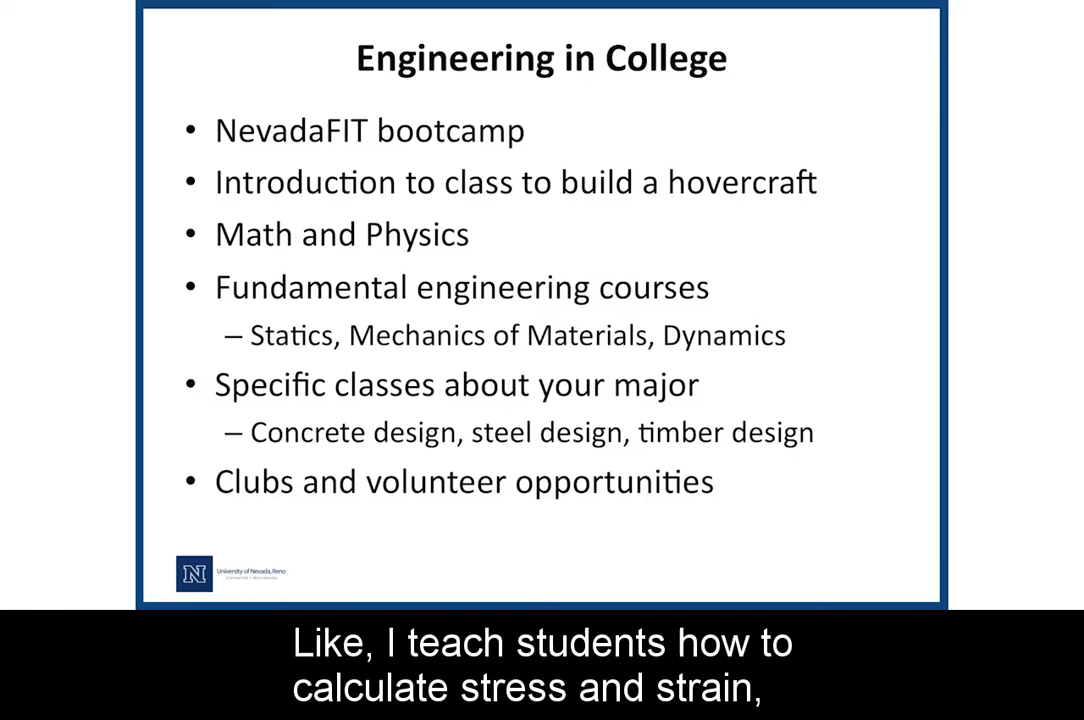 Engineering in College
• NevadaFIT bootcamp
• Introduction to class to build a hovercraft
• Math and Physics
• Fundamental engineering courses
– Statics, Mechanics of Materials, Dynamics
• Specific classes about your major
– Concrete design, steel design, timber design
• Clubs and volunteer opportunities
N
University of Nevada, Reno
Statewide • Worldwide
Like, I teach students how to
calculate stress and strain,